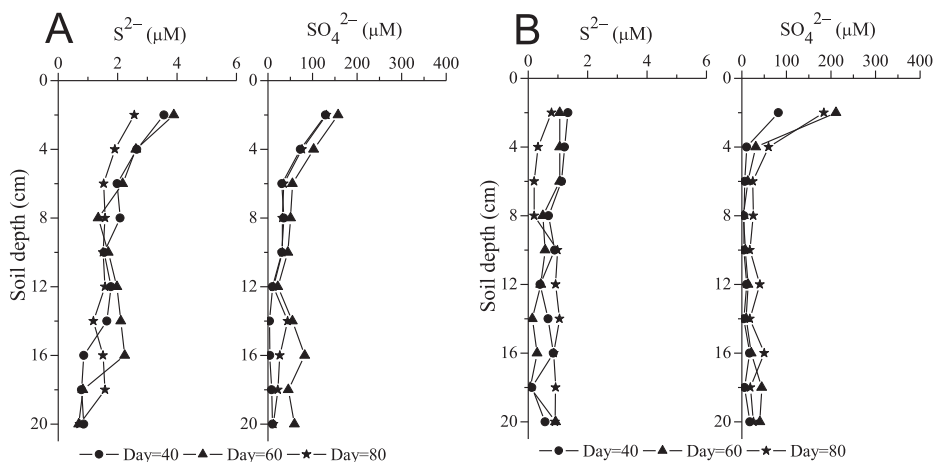 A
S²⁻ (μM)
SO₄²⁻ (μM)
0 2 4 6
0 100 200 300 400
0
4
8
12
16
20
Soil depth (cm)
Day=40 Day=60 Day=80
B
S²⁻ (μM)
SO₄²⁻ (μM)
0 2 4 6
0 100 200 300 400
0
4
8
12
16
20
Soil depth (cm)
Day=40 Day=60 Day=80